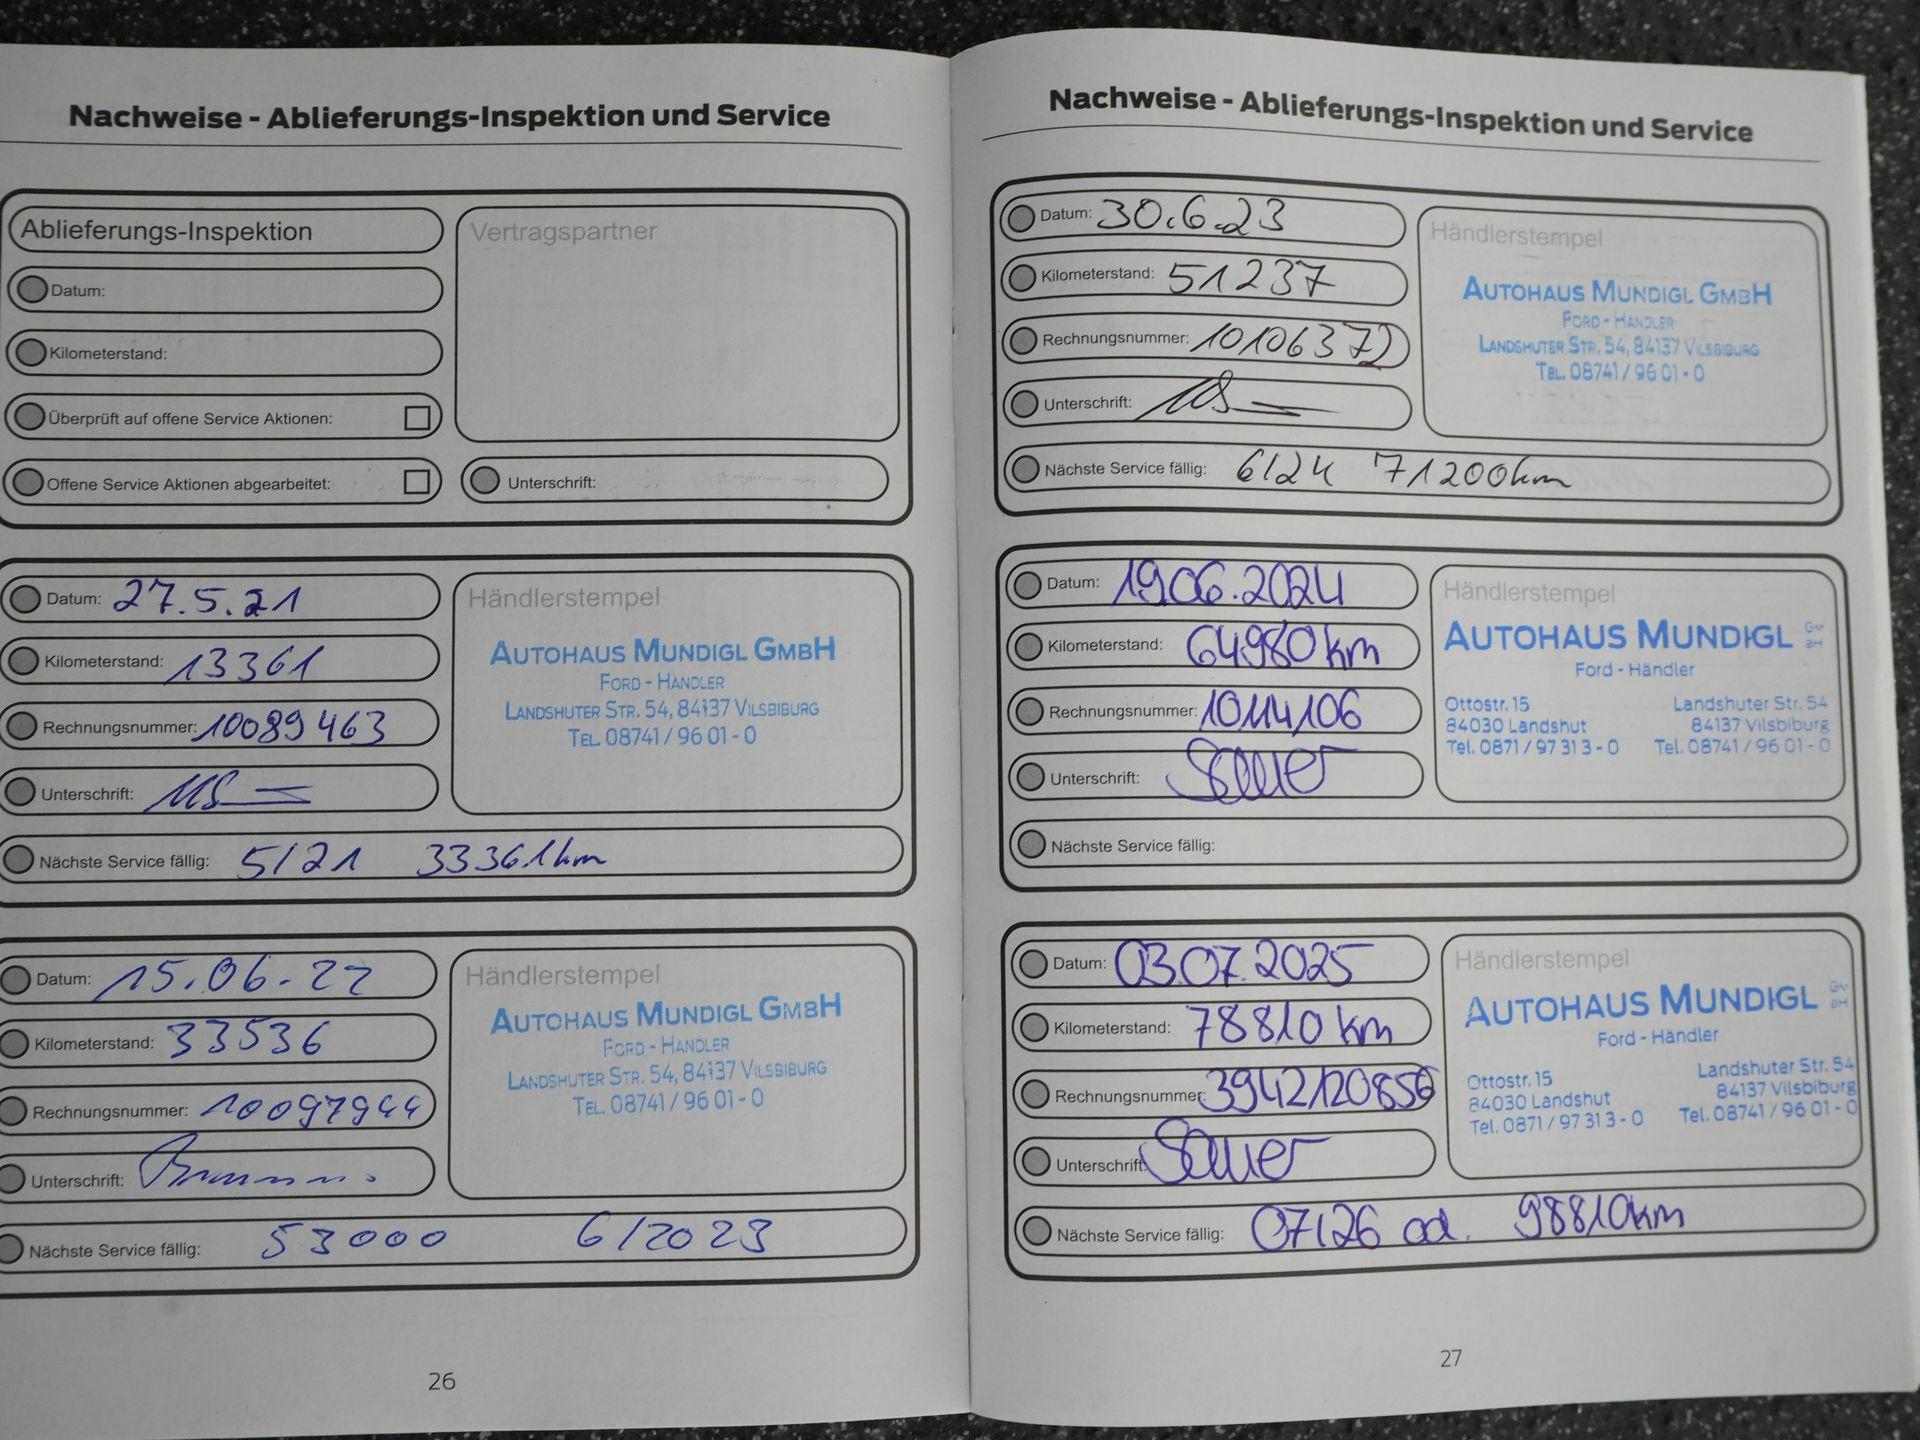 Nachweise - Ablieferungs-Inspektion und Service
Ablieferungs-Inspektion
Datum:
Kilometerstand:
Überprüft auf offene Service Aktionen:
Offene Service Aktionen abgearbeitet:
Vertragspartner
Unterschrift:
Datum: 27.5.21
Kilometerstand: 13361
Rechnungsnummer: 10089463
Unterschrift:
Nächste Service fällig: 5/21 33361km
Händlerstempel
AUTOHAUS MUNDIGL GMBH
FORD - HÄNDLER
LANDSHUTER STR. 54, 84137 VILSBIBURG
TEL. 08741 / 96 01 - 0
Datum: 15.06.22
Kilometerstand: 33536
Rechnungsnummer: 10097944
Unterschrift:
Nächste Service fällig: 53000 6/2023
Händlerstempel
AUTOHAUS MUNDIGL GMBH
FORD - HÄNDLER
LANDSHUTER STR. 54, 84137 VILSBIBURG
TEL. 08741 / 96 01 - 0
26
Nachweise - Ablieferungs-Inspektion und Service
Datum: 30.6.23
Kilometerstand: 51237
Rechnungsnummer: 10106372
Unterschrift:
Nächste Service fällig: 6/24 71200km
Händlerstempel
AUTOHAUS MUNDIGL GMBH
FORD - HÄNDLER
LANDSHUTER STR. 54, 84137 VILSBIBURG
TEL. 08741 / 96 01 - 0
Datum: 19.06.2024
Kilometerstand: 64980 km
Rechnungsnummer: 10114106
Unterschrift:
Nächste Service fällig:
Händlerstempel
AUTOHAUS MUNDIGL GMBH
Ford - Händler
Ottostr. 15 Landshuter Str. 54
84030 Landshut 84137 Vilsbiburg
Tel. 0871 / 97 31 3 - 0 Tel. 08741 / 96 01 - 0
Datum: 03.07.2025
Kilometerstand: 78810 km
Rechnungsnummer: 3942120856
Unterschrift:
Nächste Service fällig: 07/26 od. 98810km
Händlerstempel
AUTOHAUS MUNDIGL GMBH
Ford - Händler
Ottostr. 15 Landshuter Str. 54
84030 Landshut 84137 Vilsbiburg
Tel. 0871 / 97 31 3 - 0 Tel. 08741 / 96 01 - 0
27